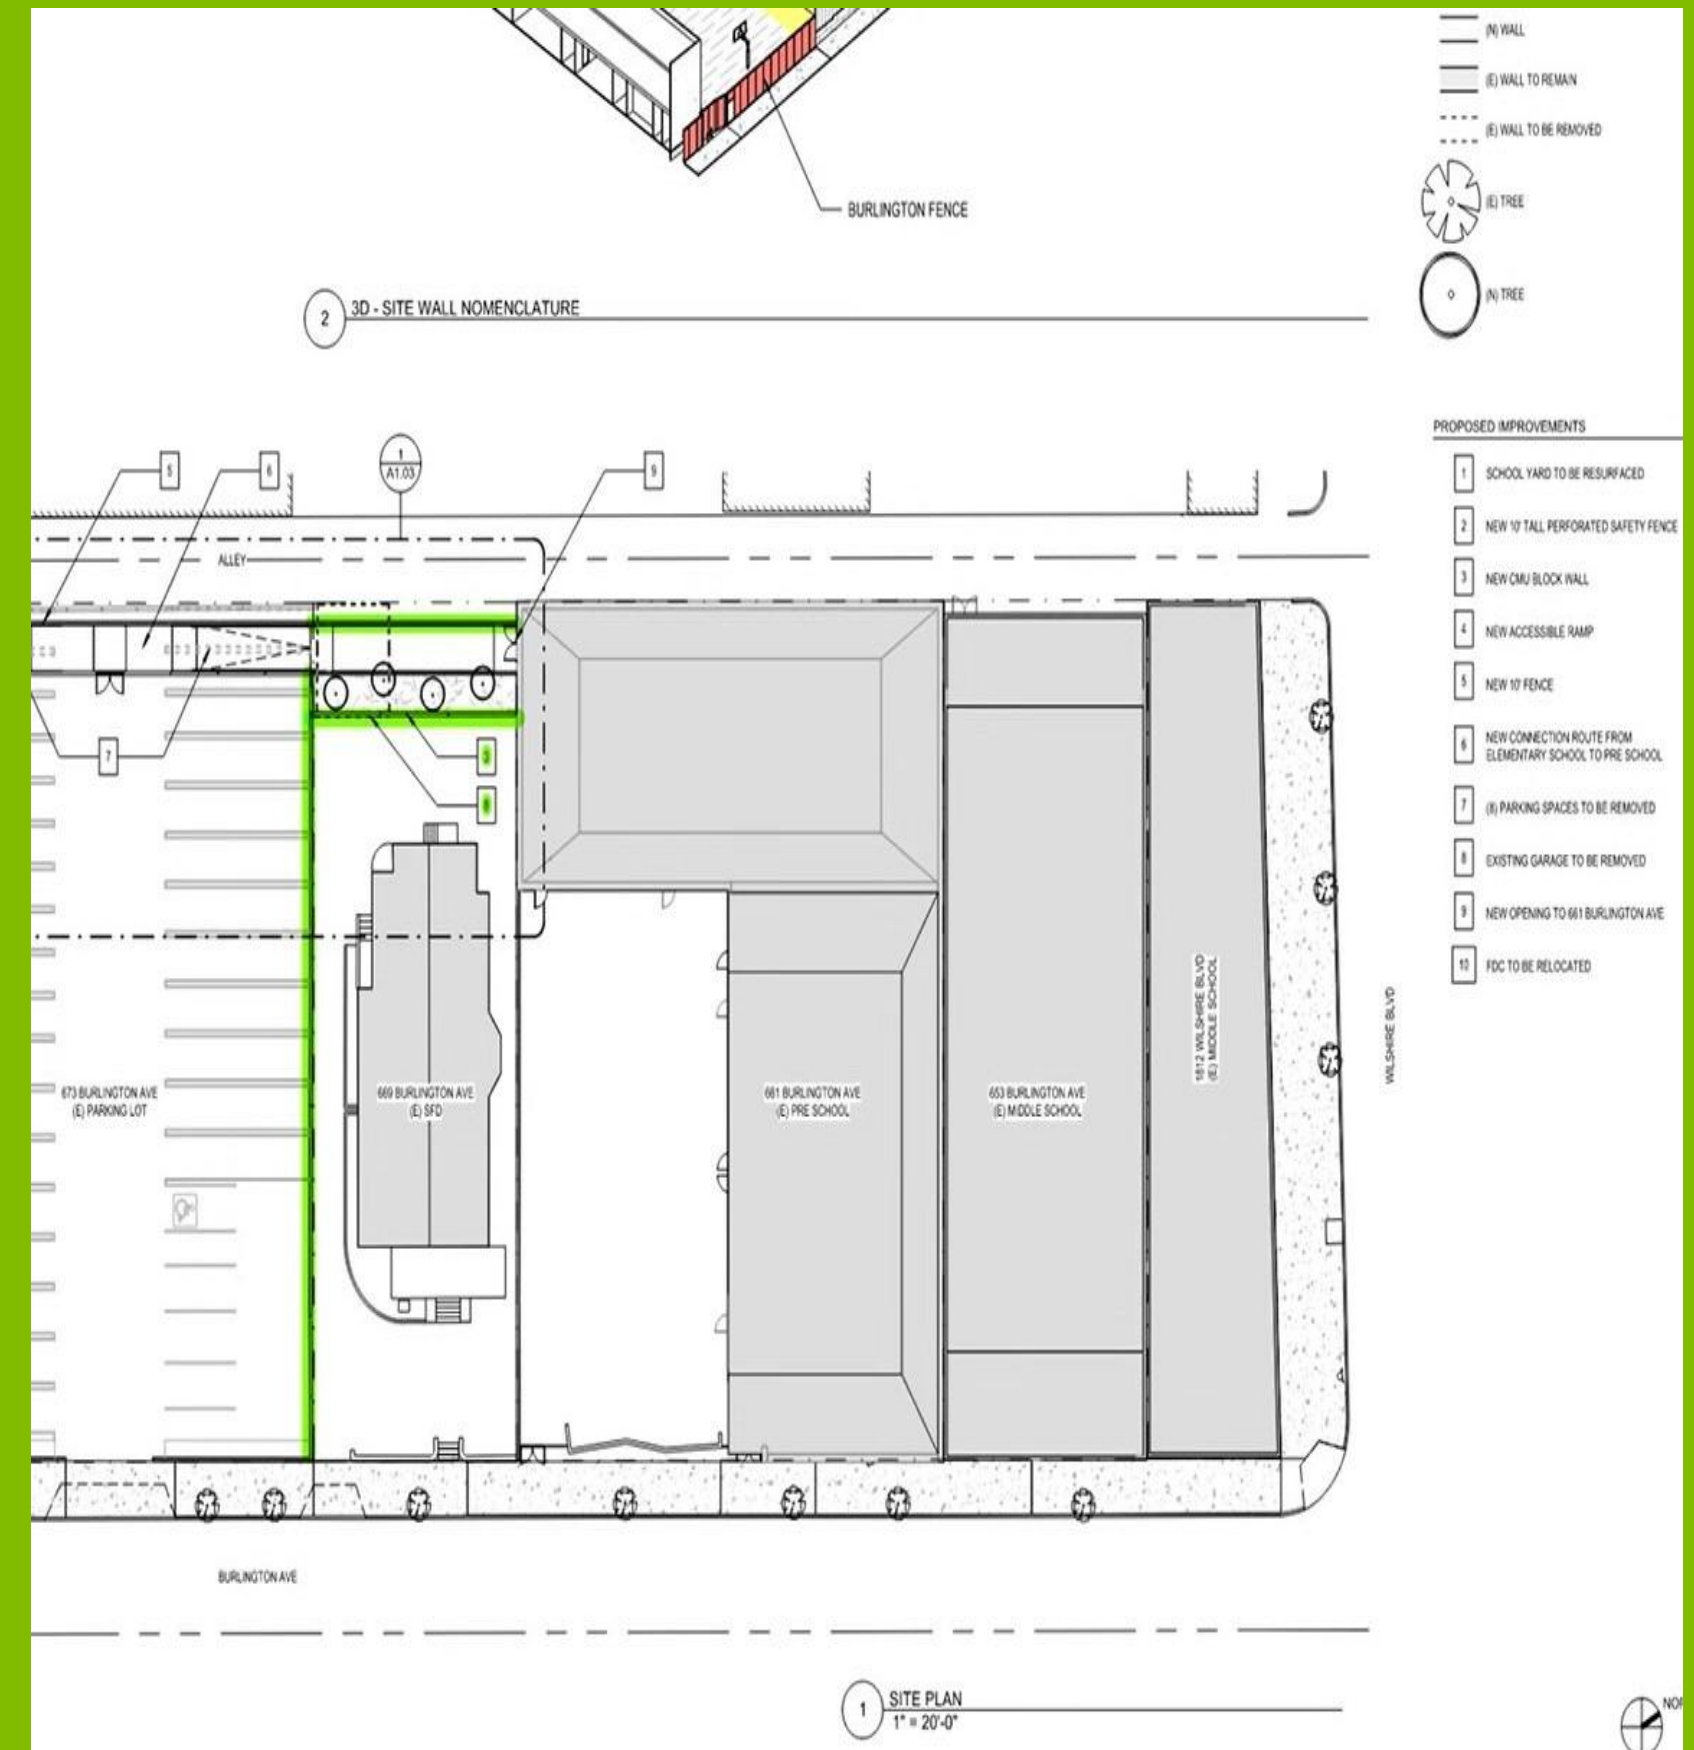 (N) WALL
(E) WALL TO REMAIN
(E) WALL TO BE REMOVED
(E) TREE
(N) TREE
BURLINGTON FENCE
2
3D - SITE WALL NOMENCLATURE
PROPOSED IMPROVEMENTS
1
SCHOOL YARD TO BE RESURFACED
2
NEW 10' TALL PERFORATED SAFETY FENCE
3
NEW CMU BLOCK WALL
4
NEW ACCESSIBLE RAMP
5
NEW 10' FENCE
6
NEW CONNECTION ROUTE FROM
ELEMENTARY SCHOOL TO PRE SCHOOL
7
(8) PARKING SPACES TO BE REMOVED
8
EXISTING GARAGE TO BE REMOVED
9
NEW OPENING TO 661 BURLINGTON AVE
10
FDC TO BE RELOCATED
5
6
1
A1.03
9
ALLEY
7
3
8
673 BURLINGTON AVE
(E) PARKING LOT
669 BURLINGTON AVE
(E) SFD
661 BURLINGTON AVE
(E) PRE SCHOOL
653 BURLINGTON AVE
(E) MIDDLE SCHOOL
1812 WILSHIRE BLVD
(E) MIDDLE SCHOOL
WILSHIRE BLVD
BURLINGTON AVE
1
SITE PLAN
1" = 20'-0"